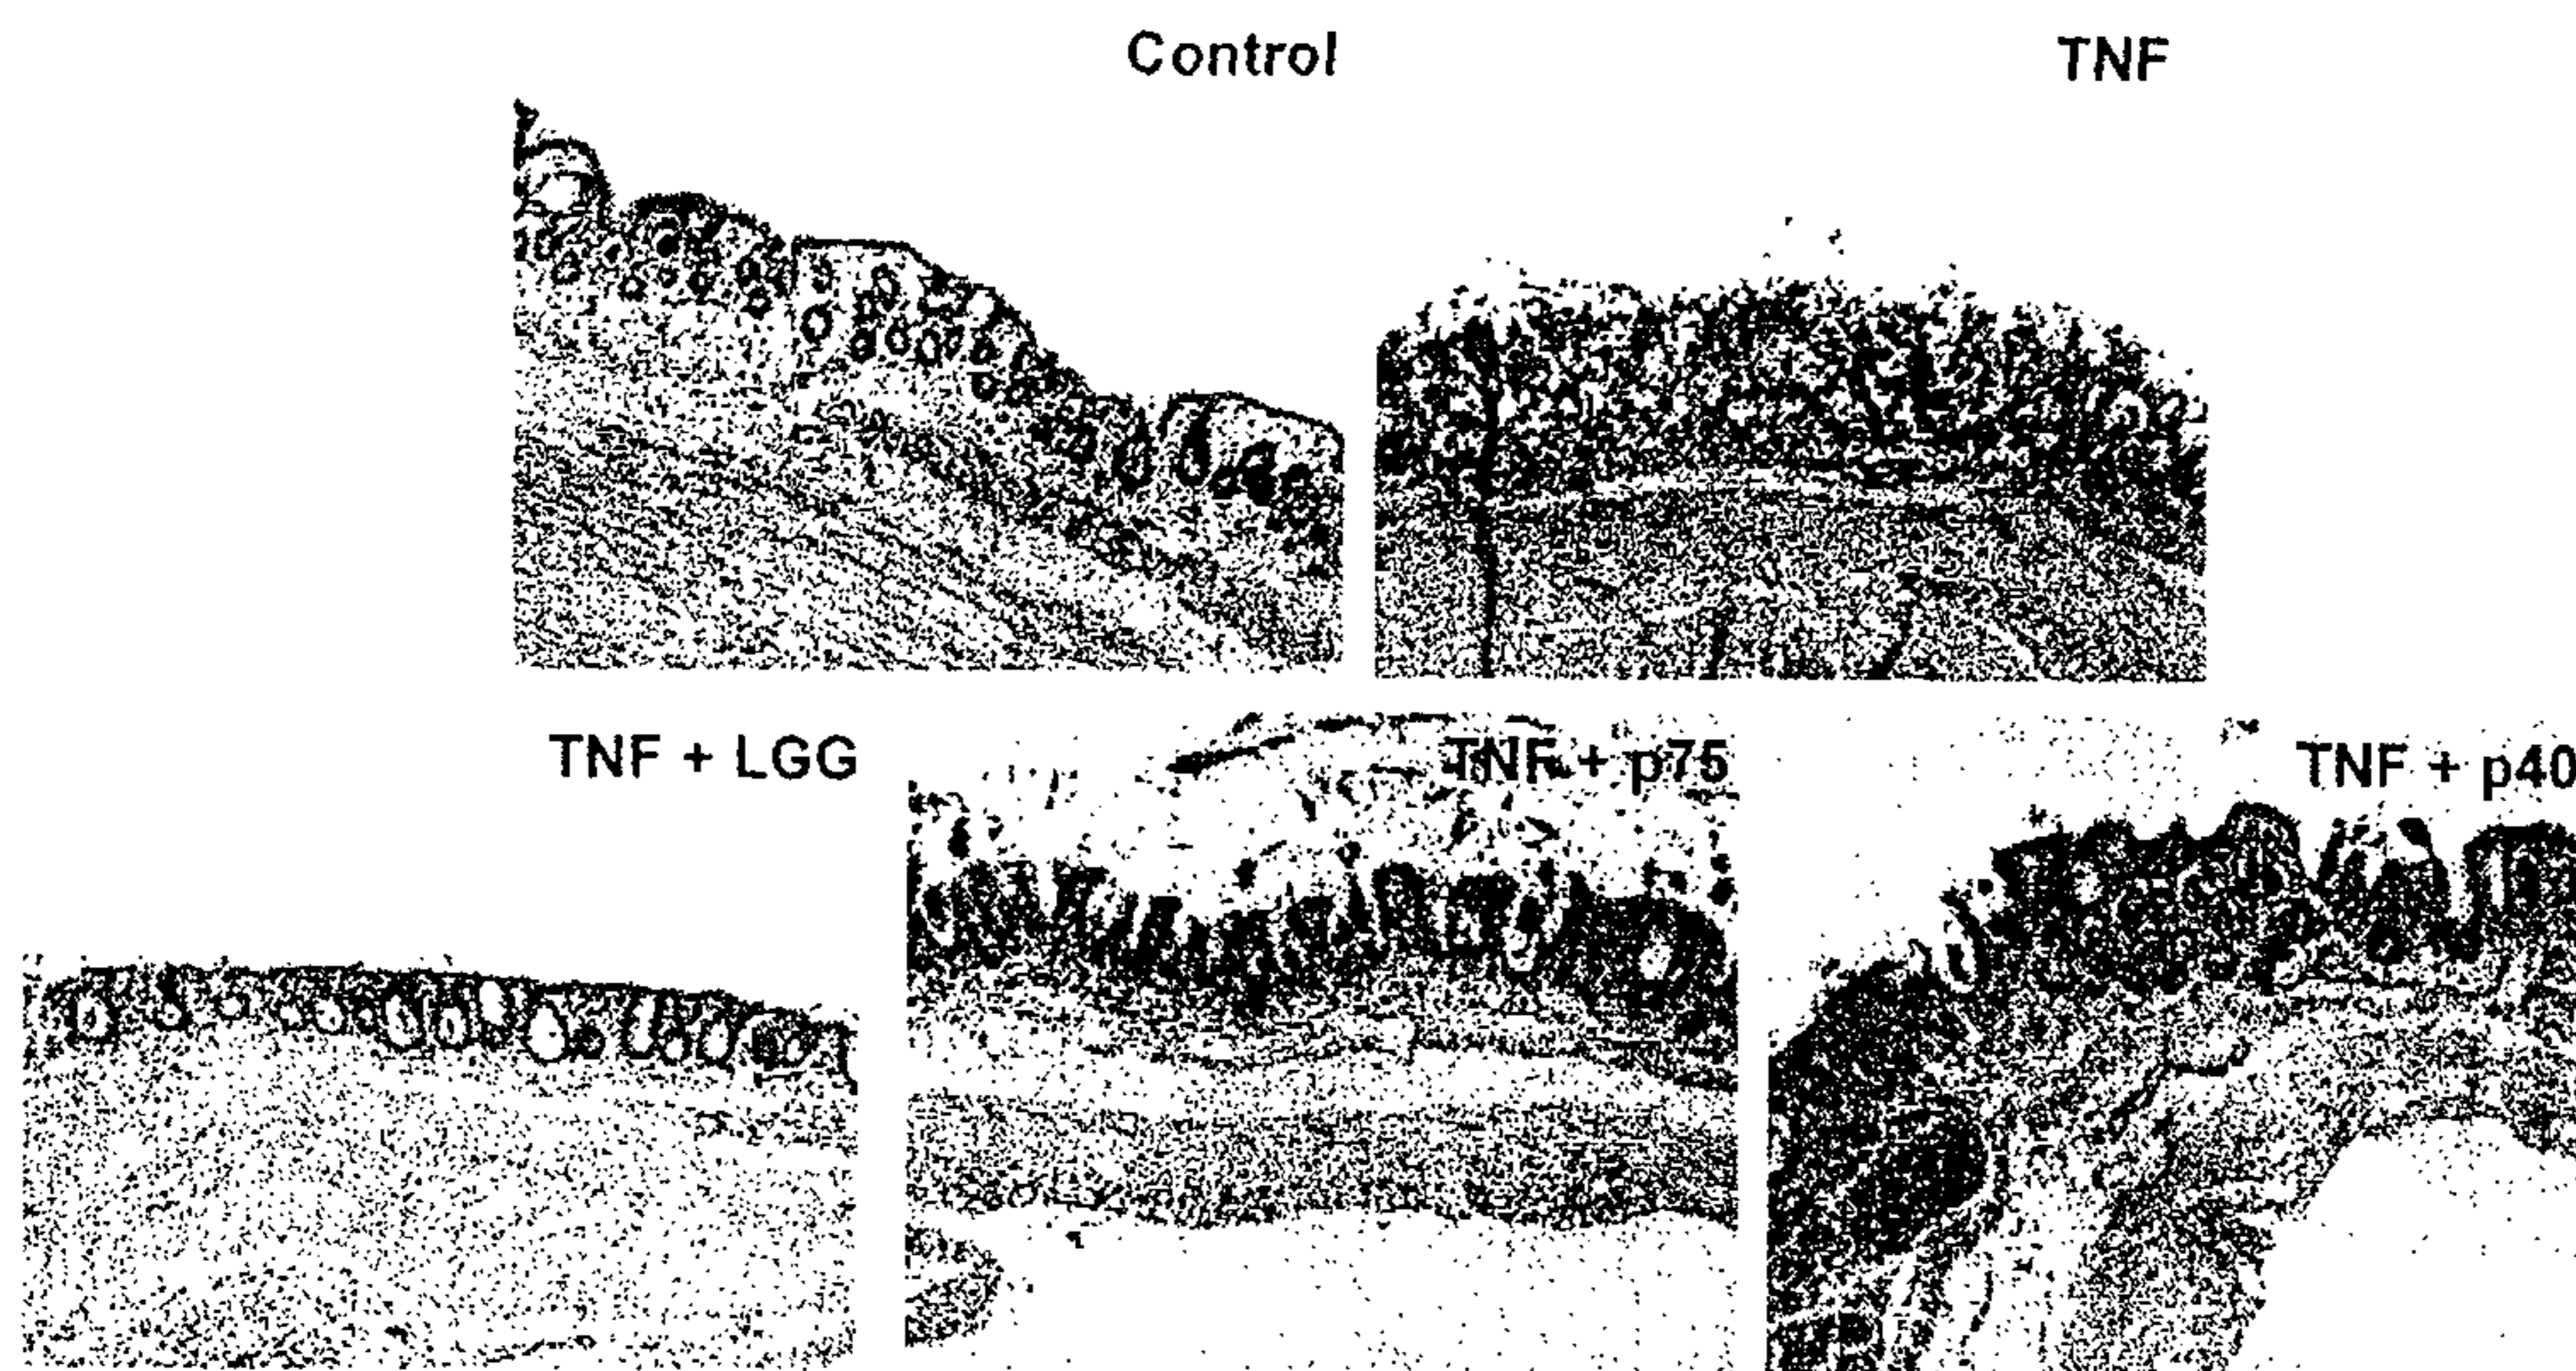 Control
TNF
TNF + LGG
TNF + p75
TNF + p40